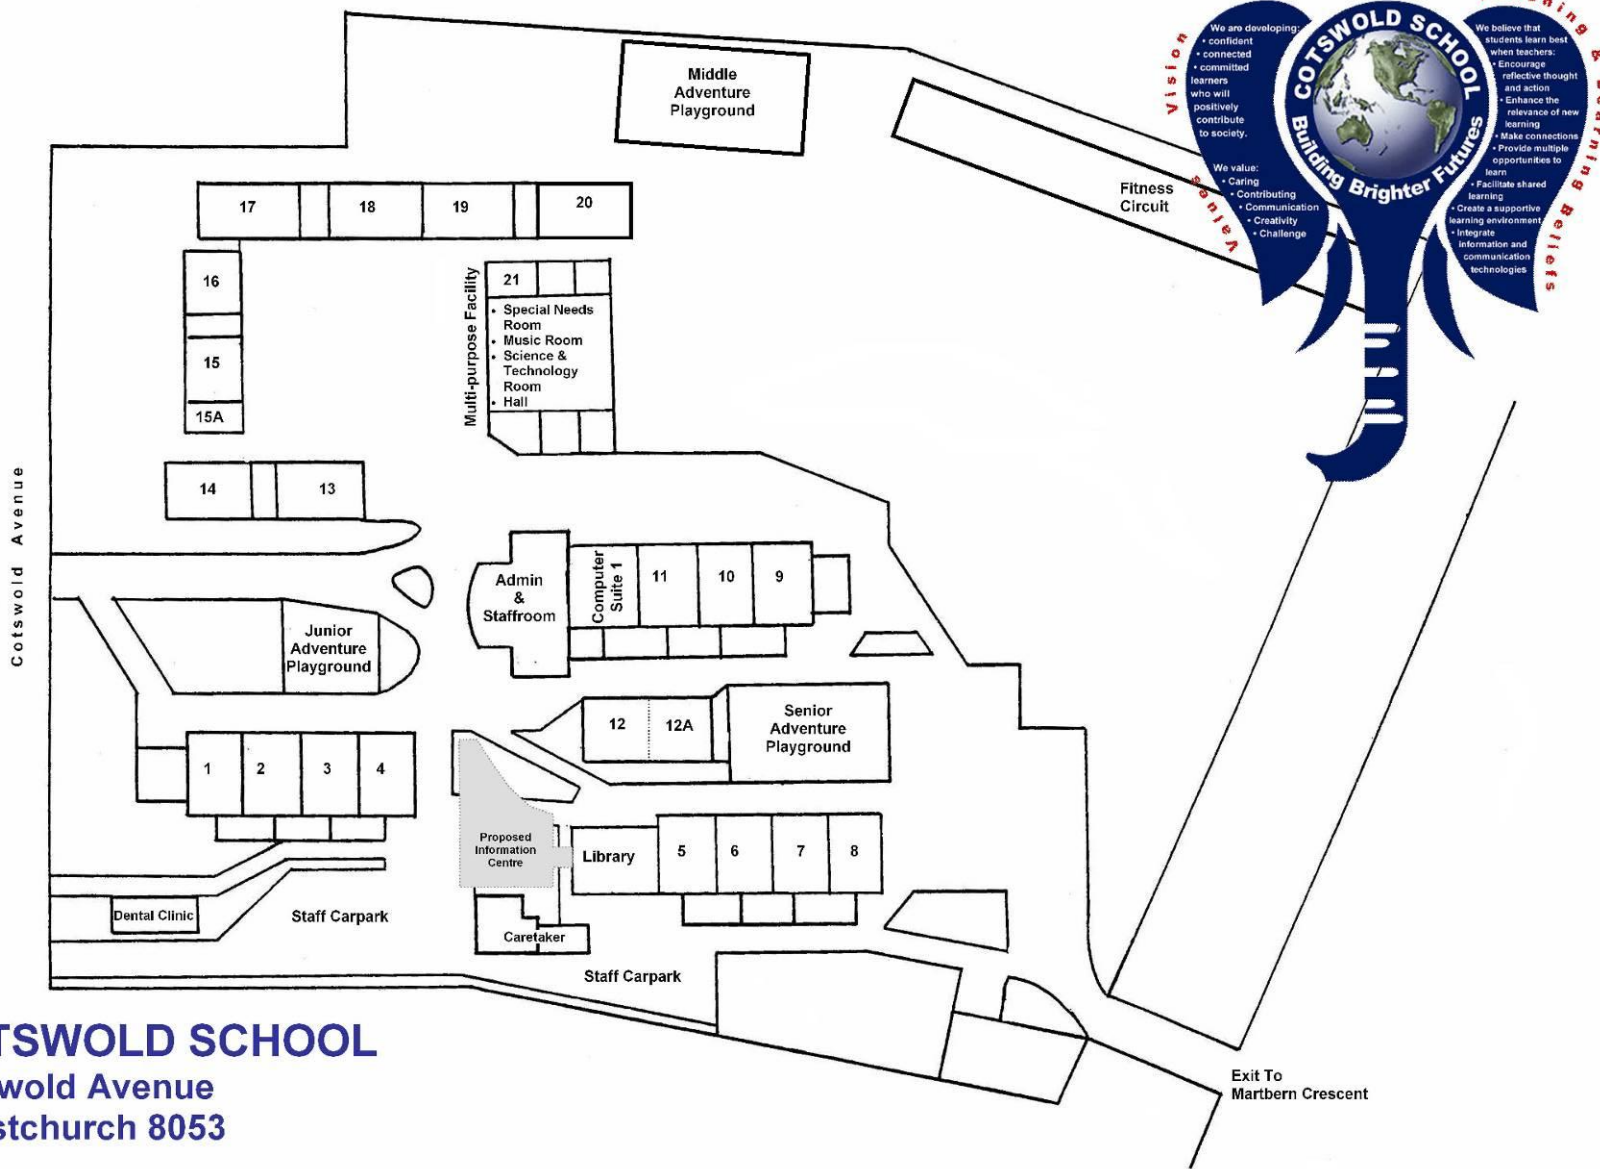 Middle
Adventure
Playground
Fitness
Circuit
17
18
19
20
16
15
15A
21
Multi-purpose Facility
• Special Needs
Room
• Music Room
• Science &
Technology
Room
• Hall
14
13
Cotswold Avenue
Admin
&
Staffroom
Computer
Suite 1
11
10
9
Junior
Adventure
Playground
12
12A
Senior
Adventure
Playground
1
2
3
4
Proposed
Information
Centre
Library
5
6
7
8
Dental Clinic
Staff Carpark
Caretaker
Staff Carpark
Exit To
Martbern Crescent
TSWOLD SCHOOL
wold Avenue
stchurch 8053
Vision
We are developing:
• confident
• connected
• committed
learners
who will
positively
contribute
to society.
Values
We value:
• Caring
• Contributing
• Communication
• Creativity
• Challenge
COTSWOLD SCHOOL
Building Brighter Futures
ning & Learning Beliefs
We believe that
students learn best
when teachers:
• Encourage
reflective thought
and action
• Enhance the
relevance of new
learning
• Make connections
• Provide multiple
opportunities to
learn
• Facilitate shared
learning
• Create a supportive
learning environment
• Integrate
information and
communication
technologies